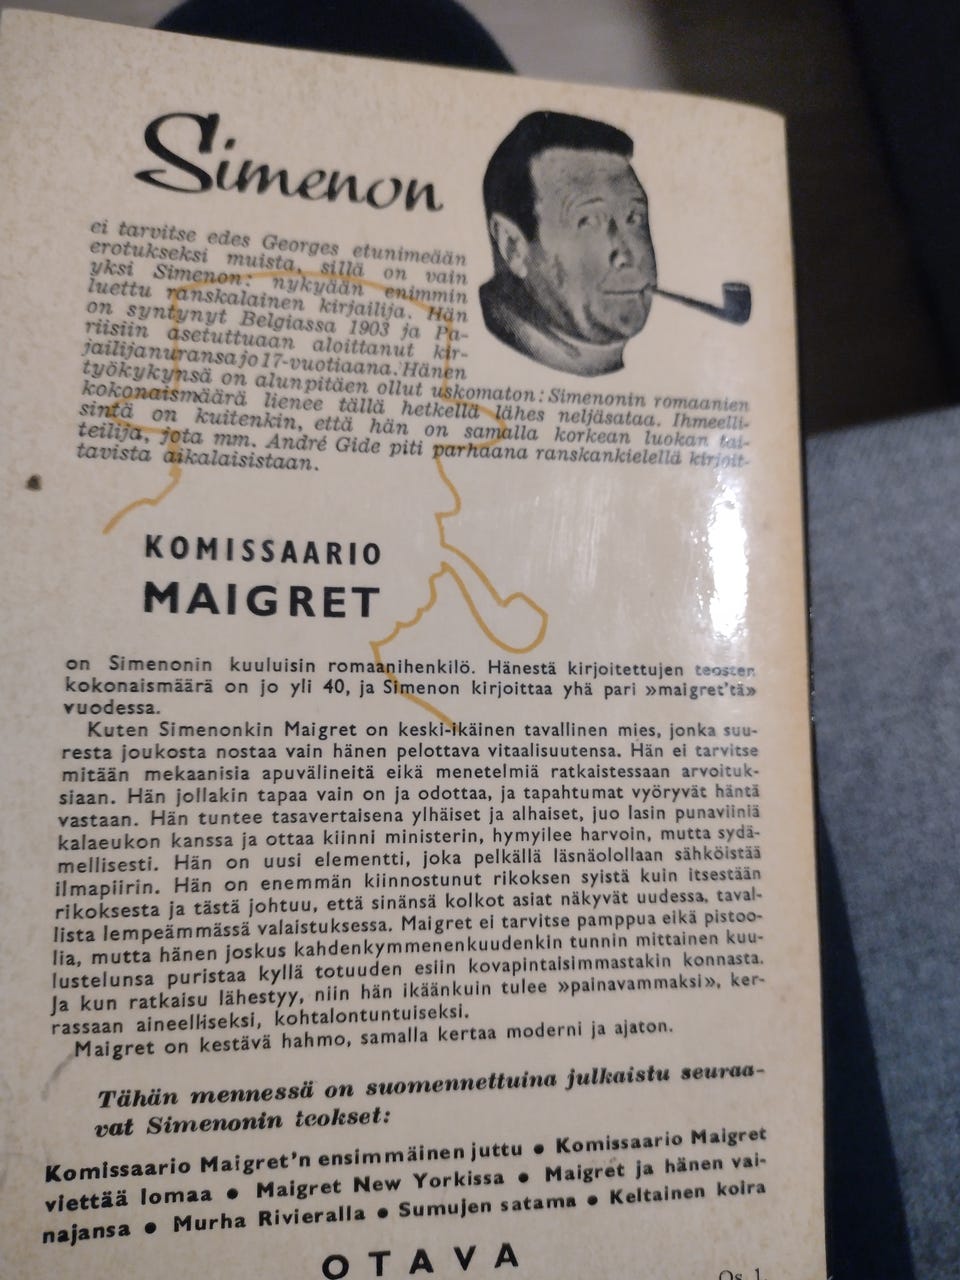 Simenon
ei tarvitse edes Georges etunimeään
erotukseksi muista, sillä on vain
yksi Simenon: nykyään enimmin
luettu ranskalainen kirjailija. Hän
on syntynyt Belgiassa 1903 ja Pa-
riisiin asetuttuaan aloittanut kir-
jailijanuransa jo 17-vuotiaana. Hänen
työkykynsä on alunpitäen ollut uskomaton: Simenonin romaanien
kokonaismäärä lienee tällä hetkellä lähes neljäsataa. Ihmeelli-
sintä on kuitenkin, että hän on samalla korkean luokan tai-
teilija, jota mm. André Gide piti parhaana ranskankielellä kirjoit-
tavista aikalaisistaan.
KOMISSAARIO
MAIGRET
on Simenonin kuuluisin romaanihenkilö. Hänestä kirjoitettujen teosten
kokonaismäärä on jo yli 40, ja Simenon kirjoittaa yhä pari »maigret'tä»
vuodessa.
Kuten Simenonkin Maigret on keski-ikäinen tavallinen mies, jonka suu-
resta joukosta nostaa vain hänen pelottava vitaalisuutensa. Hän ei tarvitse
mitään mekaanisia apuvälineitä eikä menetelmiä ratkaistessaan arvoituk-
siaan. Hän jollakin tapaa vain on ja odottaa, ja tapahtumat vyöryvät häntä
vastaan. Hän tuntee tasavertaisena ylhäiset ja alhaiset, juo lasin punaviiniä
kalaeukon kanssa ja ottaa kiinni ministerin, hymyilee harvoin, mutta sydä-
mellisesti. Hän on uusi elementti, joka pelkällä läsnäolollaan sähköistää
ilmapiirin. Hän on enemmän kiinnostunut rikoksen syistä kuin itsestään
rikoksesta ja tästä johtuu, että sinänsä kolkot asiat näkyvät uudessa, taval-
lista lempeämmässä valaistuksessa. Maigret ei tarvitse pamppua eikä pistoo-
lia, mutta hänen joskus kahdenkymmenenkuudenkin tunnin mittainen kuu-
lustelunsa puristaa kyllä totuuden esiin kovapintaisimmastakin konnasta.
Ja kun ratkaisu lähestyy, niin hän ikäänkuin tulee »painavammaksi», ker-
rassaan aineelliseksi, kohtalontuntuiseksi.
Maigret on kestävä hahmo, samalla kertaa moderni ja ajaton.
Tähän mennessä on suomennettuina julkaistu seuraa-
vat Simenonin teokset:
Komissaario Maigret'n ensimmäinen juttu ● Komissaario Maigret
viettää lomaa ● Maigret New Yorkissa ● Maigret ja hänen vai-
najansa ● Murha Rivieralla ● Sumujen satama ● Keltainen koira
OTAVA
Os. 1